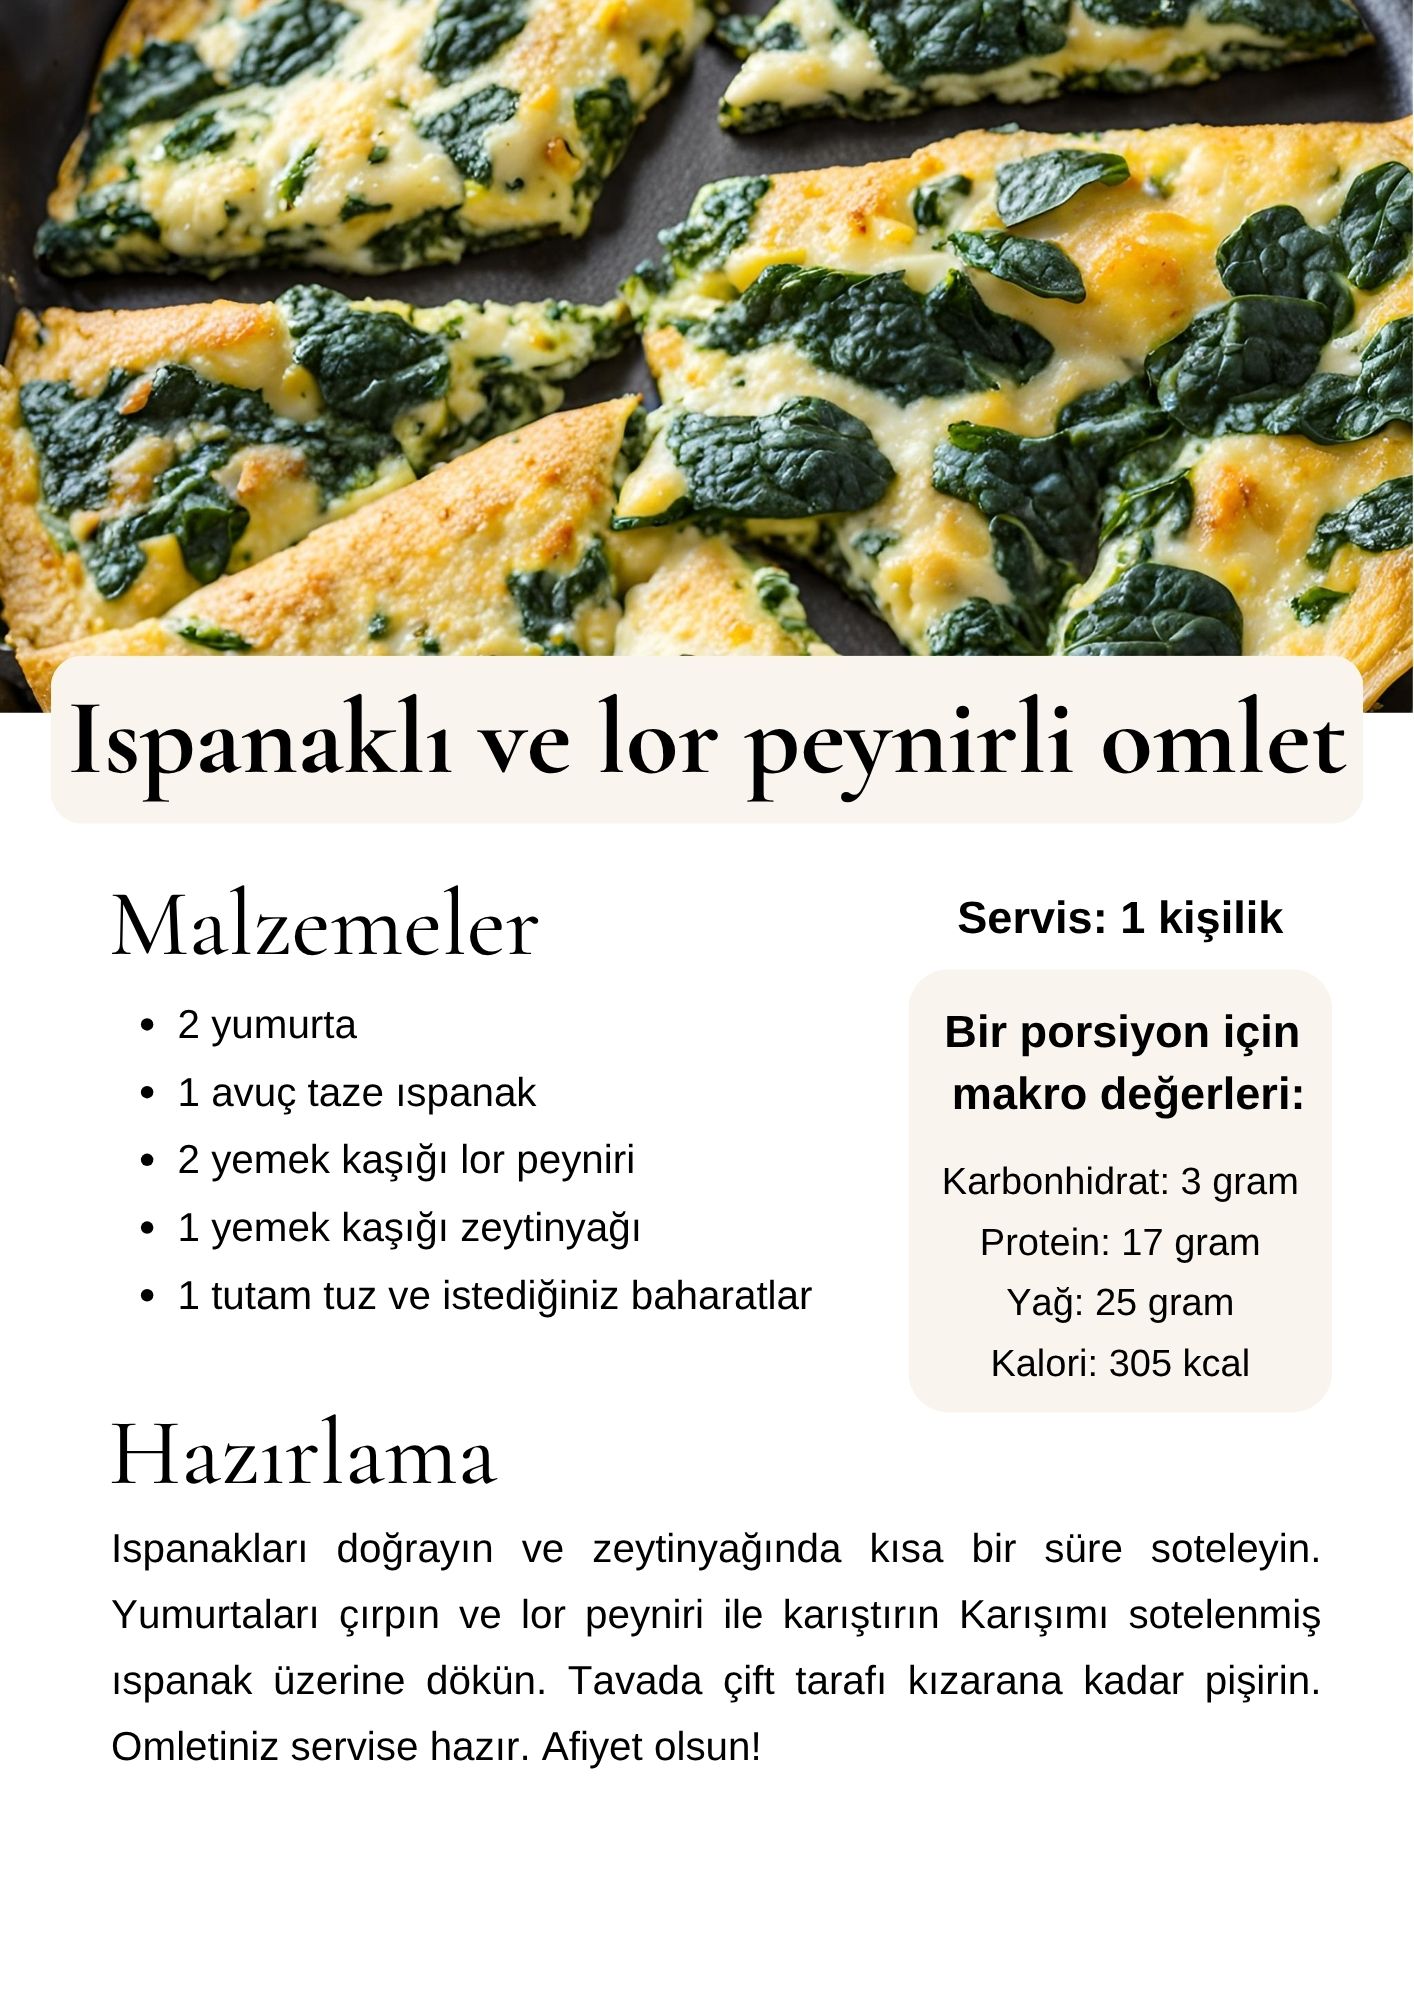 Ispanaklı ve lor peynirli omlet
Malzemeler
2 yumurta
1 avuç taze ıspanak
2 yemek kaşığı lor peyniri
1 yemek kaşığı zeytinyağı
1 tutam tuz ve istediğiniz baharatlar
Servis: 1 kişilik
Bir porsiyon için
makro değerleri:
Karbonhidrat: 3 gram
Protein: 17 gram
Yağ: 25 gram
Kalori: 305 kcal
Hazırlama
Ispanakları doğrayın ve zeytinyağında kısa bir süre soteleyin.
Yumurtaları çırpın ve lor peyniri ile karıştırın Karışımı sotelenmiş
ıspanak üzerine dökün. Tavada çift tarafı kızarana kadar pişirin.
Omletiniz servise hazır. Afiyet olsun!